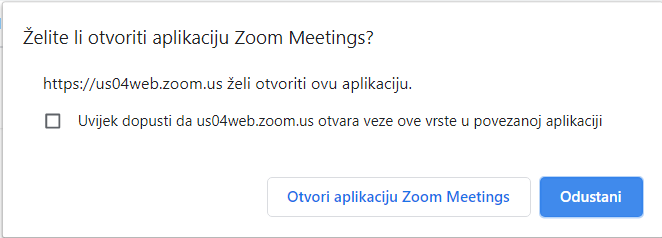 Želite li otvoriti aplikaciju Zoom Meetings?
https://us04web.zoom.us želi otvoriti ovu aplikaciju.
Uvijek dopusti da us04web.zoom.us otvara veze ove vrste u povezanoj aplikaciji
Otvori aplikaciju Zoom Meetings
Odustani